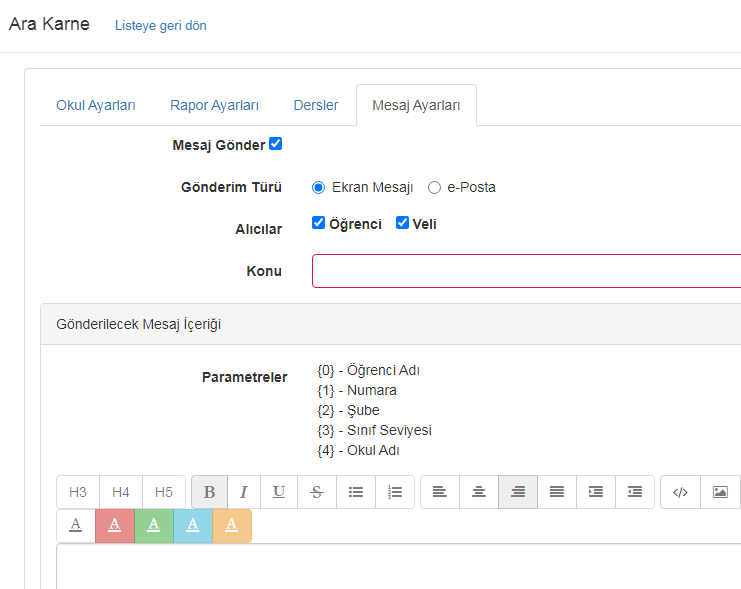 Ara Karne Listeye geri dön
Okul Ayarları Rapor Ayarları Dersler Mesaj Ayarları
Mesaj Gönder
Gönderim Türü Ekran Mesajı e-Posta
Alıcılar Öğrenci Veli
Konu
Gönderilecek Mesaj İçeriği
Parametreler {0} - Öğrenci Adı
{1} - Numara
{2} - Şube
{3} - Sınıf Seviyesi
{4} - Okul Adı
H3 H4 H5 B I U S </>
A A A A A